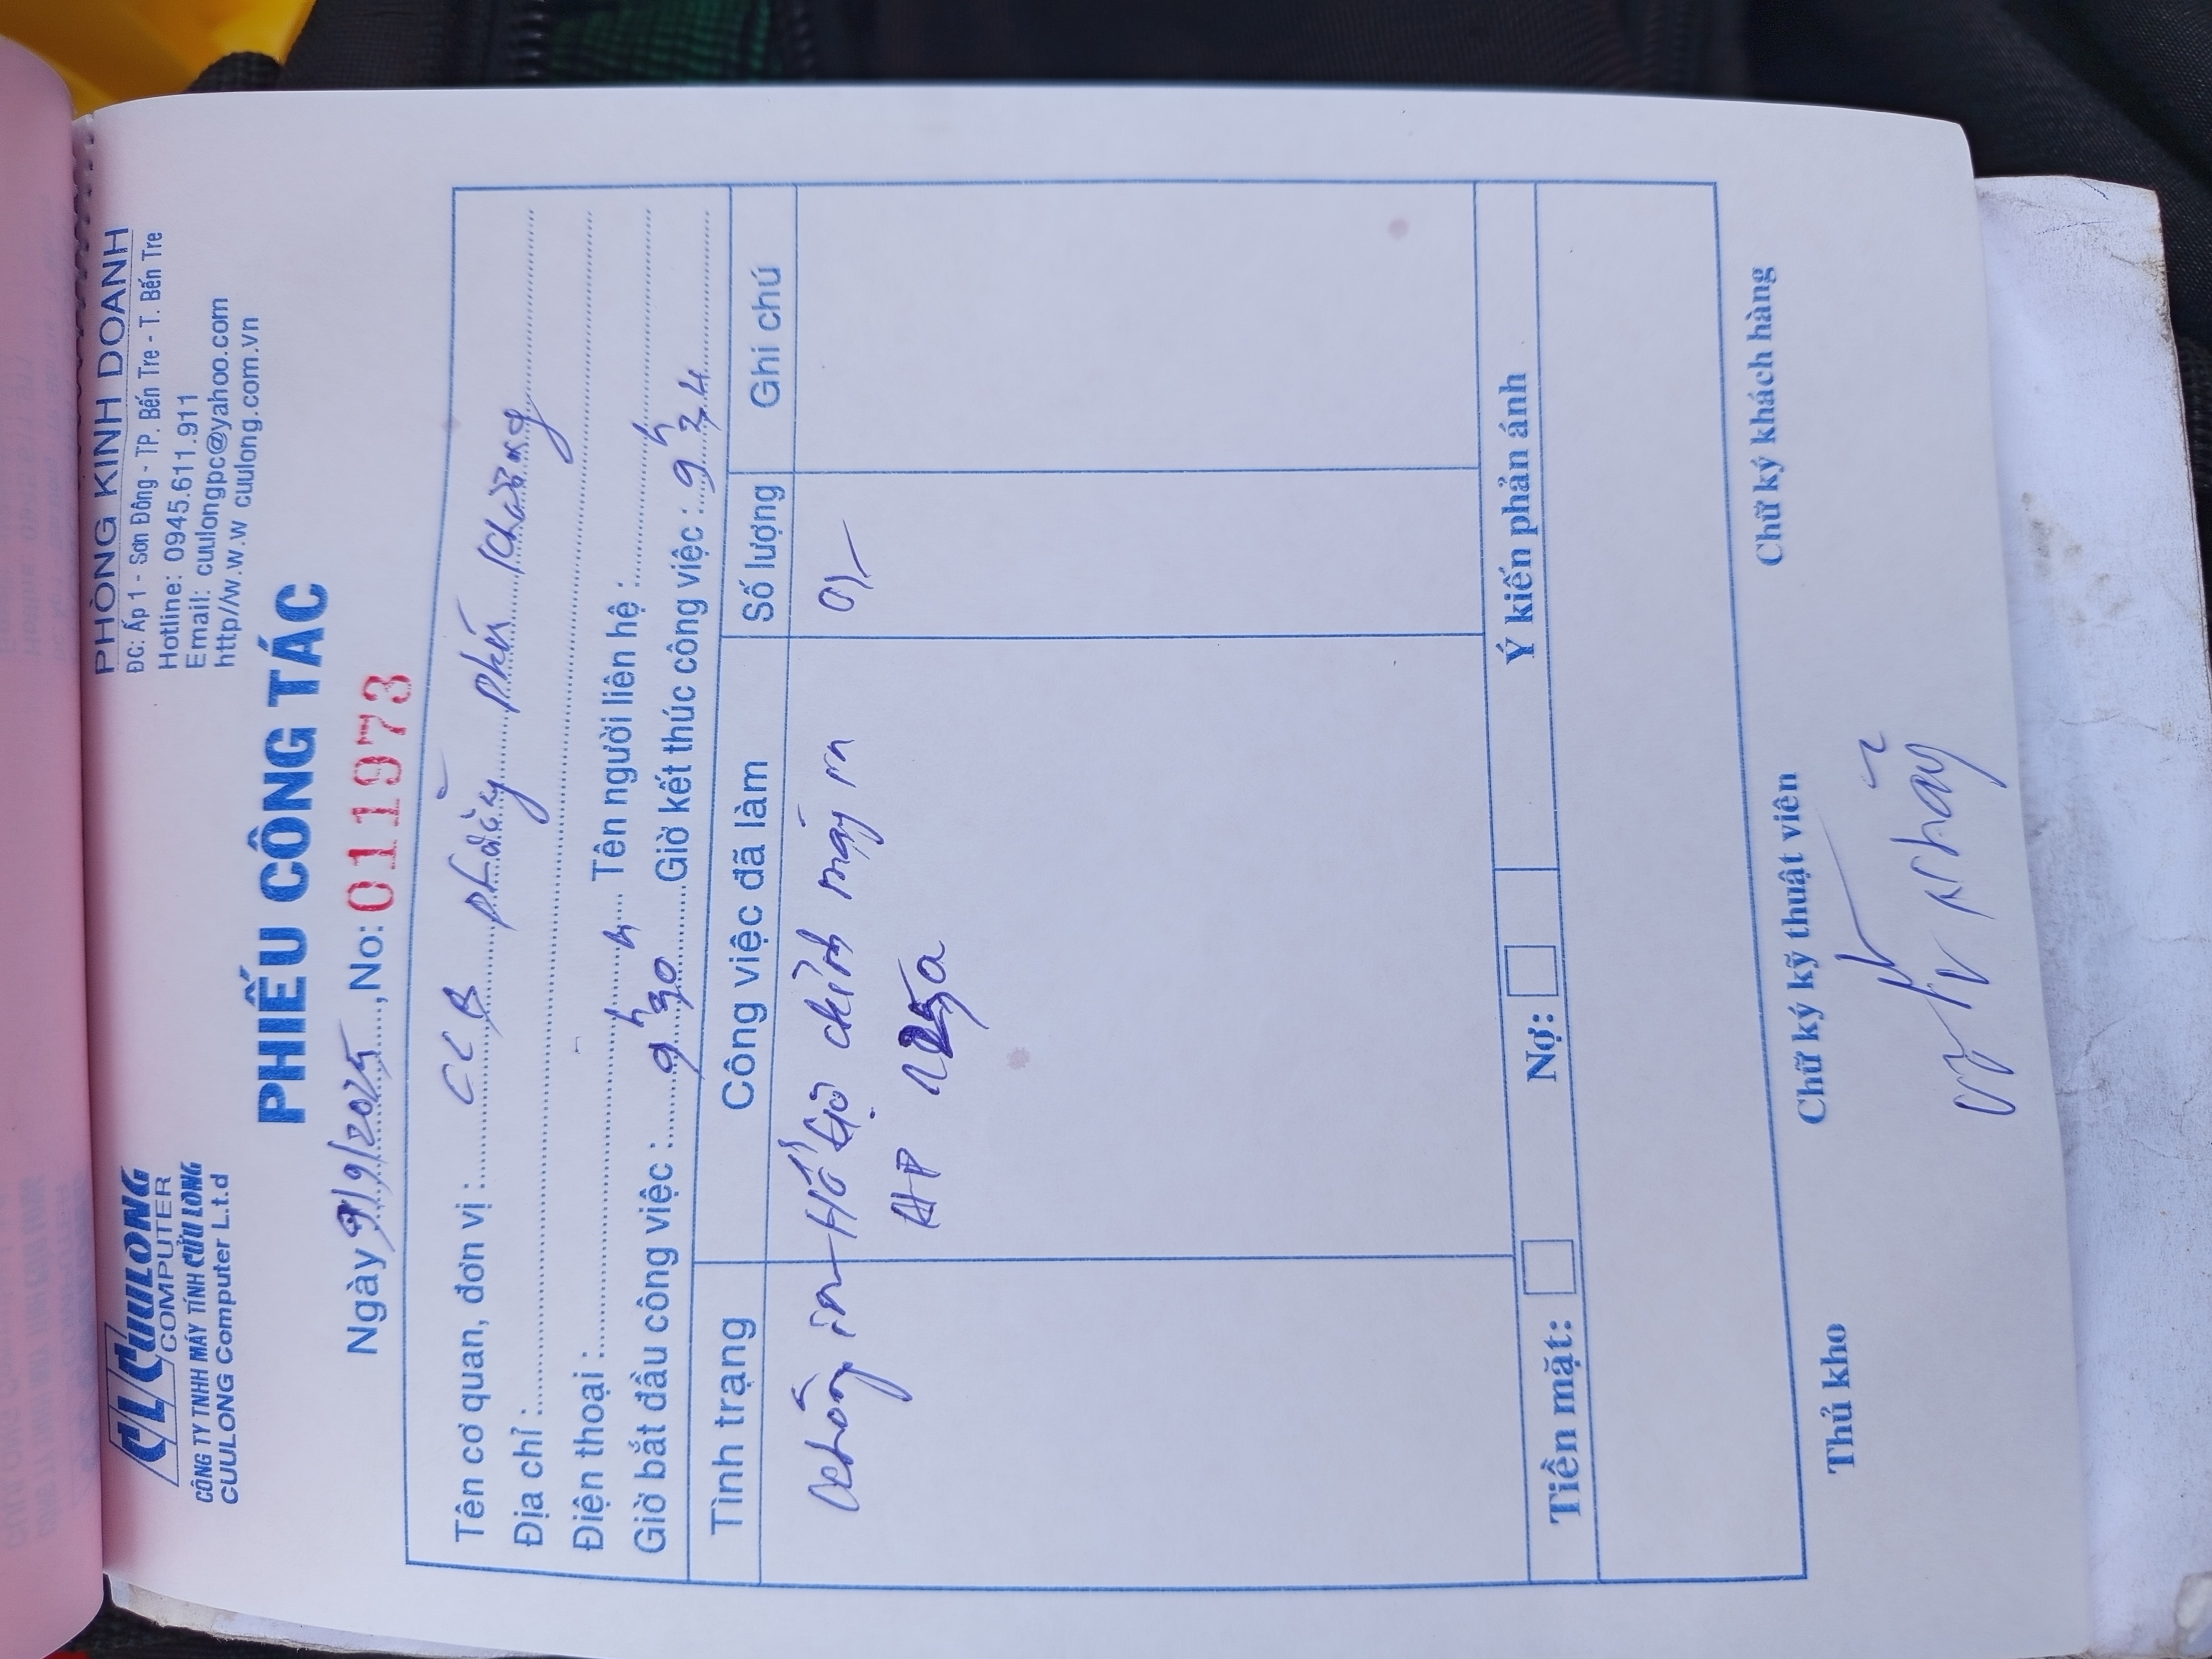 CL CUULONG
COMPUTER
CÔNG TY TNHH MÁY TÍNH CỬU LONG
CUULONG Computer L.t.d
PHÒNG KINH DOANH
ĐC: Ấp 1 - Sơn Đông - TP. Bến Tre - T. Bến Tre
Hotline: 0945.611.911
Email: cuulongpc@yahoo.com
http//w.w.w cuulong.com.vn
PHIẾU CÔNG TÁC
Ngày 9/9/2025, No: 011973
Tên cơ quan, đơn vị : CLB Phường Phú Khương
Địa chỉ :
Điện thoại : Tên người liên hệ :
Giờ bắt đầu công việc : 9h30 Giờ kết thúc công việc : 9h
Tình trạng Công việc đã làm Số lượng Ghi chú
Không in Hổ trợ chỉnh máy in 01
HP
Tiền mặt: Nợ: Ý kiến phản ánh
Thủ kho Chữ ký kỹ thuật viên Chữ ký khách hàng